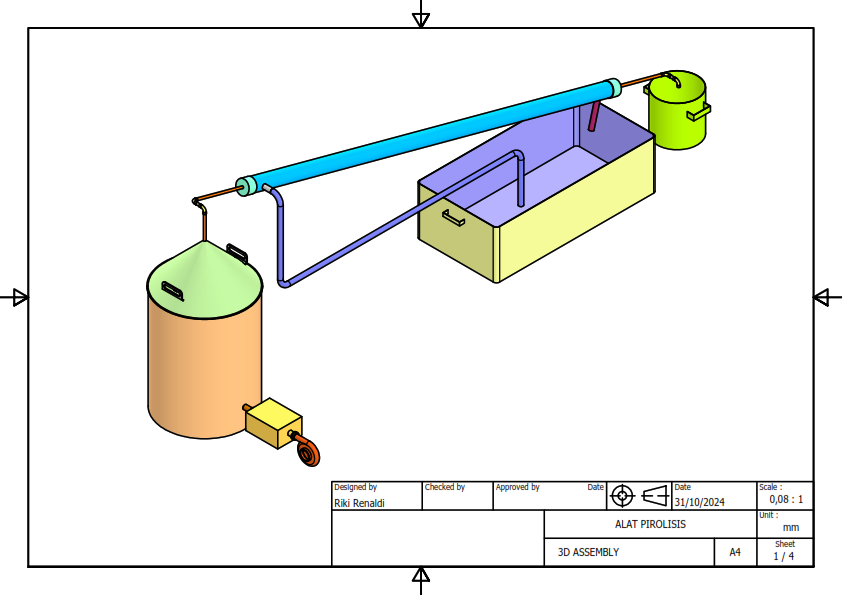 Designed by
Riki Renaldi
Checked by
Approved by
Date
Date
31/10/2024
Scale :
0,08 : 1
ALAT PIROLISIS
Unit :
mm
3D ASSEMBLY
A4
Sheet
1 / 4